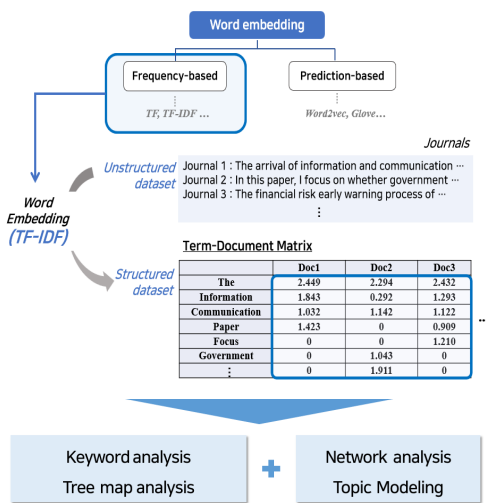 Word embedding
Frequency-based
Prediction-based
⋮
⋮
TF, TF-IDF ...
Word2vec, Glove...
Journals
Unstructured
dataset
Journal 1 : The arrival of information and communication ···
Journal 2 : In this paper, I focus on whether government ···
Journal 3 : The financial risk early warning process of ···
⋮
Word
Embedding
(TF-IDF)
Structured
dataset
Term-Document Matrix
Doc1 Doc2 Doc3
The 2.449 2.294 2.432
Information 1.843 0.292 1.293
Communication 1.032 1.142 1.122
Paper 1.423 0 0.909
Focus 0 0 1.210
Government 0 1.043 0
⋮ 0 1.911 0
..
Keyword analysis
Tree map analysis
+
Network analysis
Topic Modeling